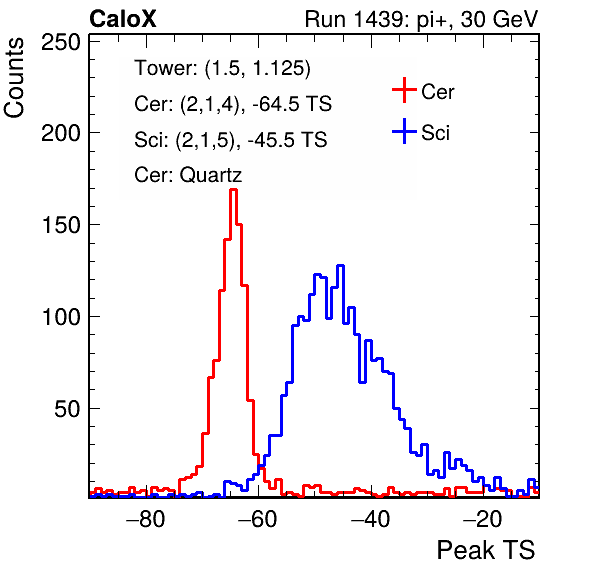 CaloX Run 1439: pi+, 30 GeV
Counts
250
200
150
100
50
Tower: (1.5, 1.125)
Cer: (2,1,4), -64.5 TS
Sci: (2,1,5), -45.5 TS
Cer: Quartz
Cer
Sci
−80 −60 −40 −20
Peak TS